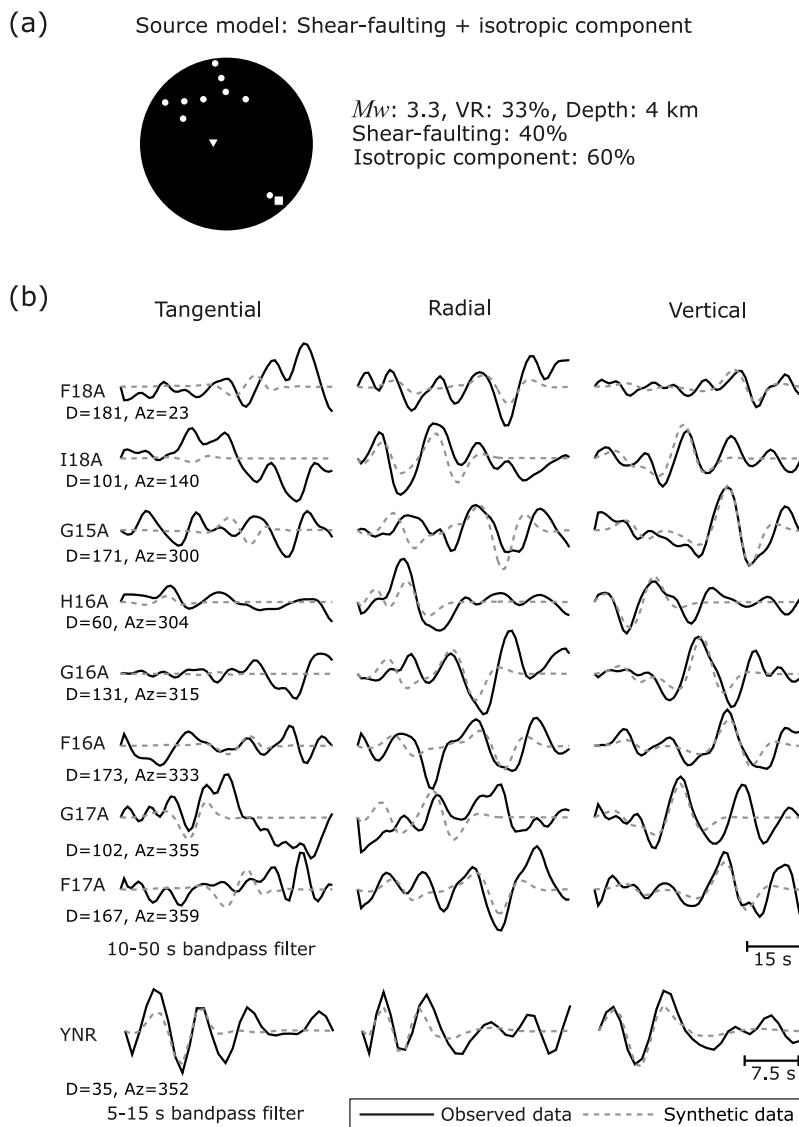 (a) Source model: Shear-faulting + isotropic component
Mw: 3.3, VR: 33%, Depth: 4 km
Shear-faulting: 40%
Isotropic component: 60%
(b)
Tangential Radial Vertical
F18A
D=181, Az=23
I18A
D=101, Az=140
G15A
D=171, Az=300
H16A
D=60, Az=304
G16A
D=131, Az=315
F16A
D=173, Az=333
G17A
D=102, Az=355
F17A
D=167, Az=359
10-50 s bandpass filter
15 s
YNR
7.5 s
D=35, Az=352
5-15 s bandpass filter
Observed data Synthetic data